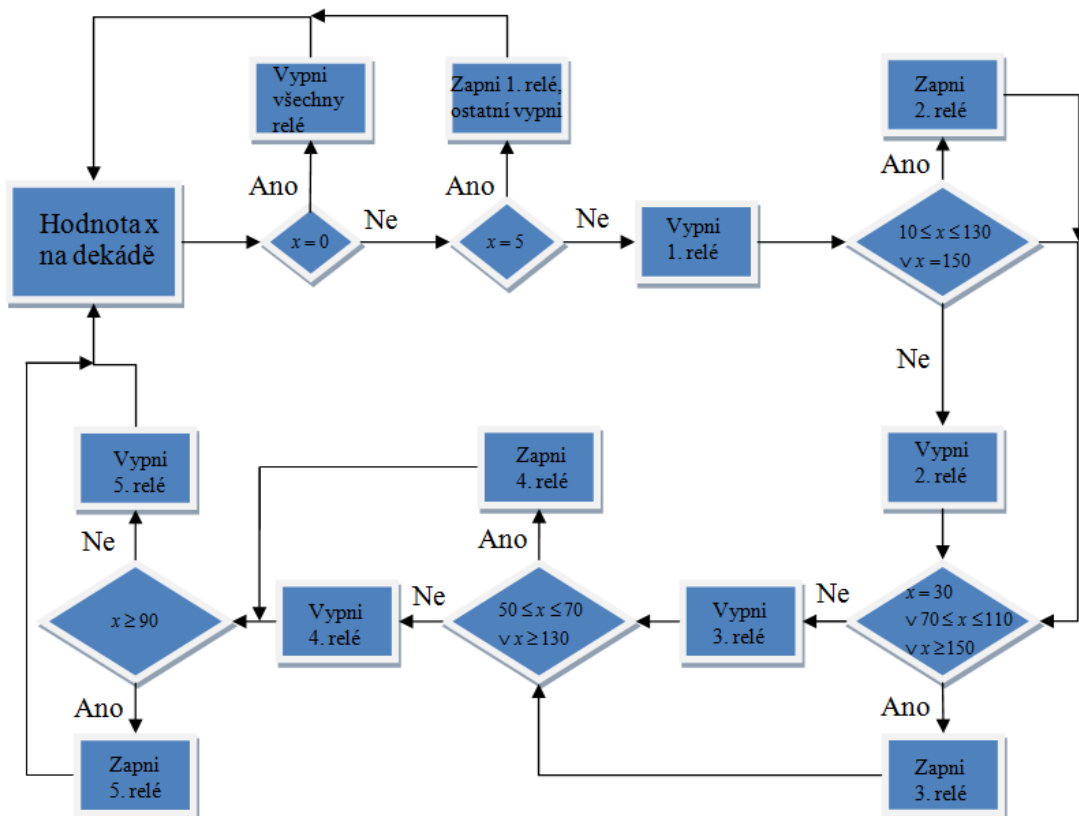 Hodnota x
na dekádě
x = 0
Ano
Vypni
všechny
relé
Ne
x = 5
Ano
Zapni 1. relé,
ostatní vypni
Ne
Vypni
1. relé
10 ≤ x ≤ 130
∨ x = 150
Ano
Zapni
2. relé
Ne
Vypni
2. relé
x = 30
∨ 70 ≤ x ≤ 110
∨ x ≥ 150
Ano
Zapni
3. relé
Ne
Vypni
3. relé
50 ≤ x ≤ 70
∨ x ≥ 130
Ano
Zapni
4. relé
Ne
Vypni
4. relé
x ≥ 90
Ne
Vypni
5. relé
Ano
Zapni
5. relé